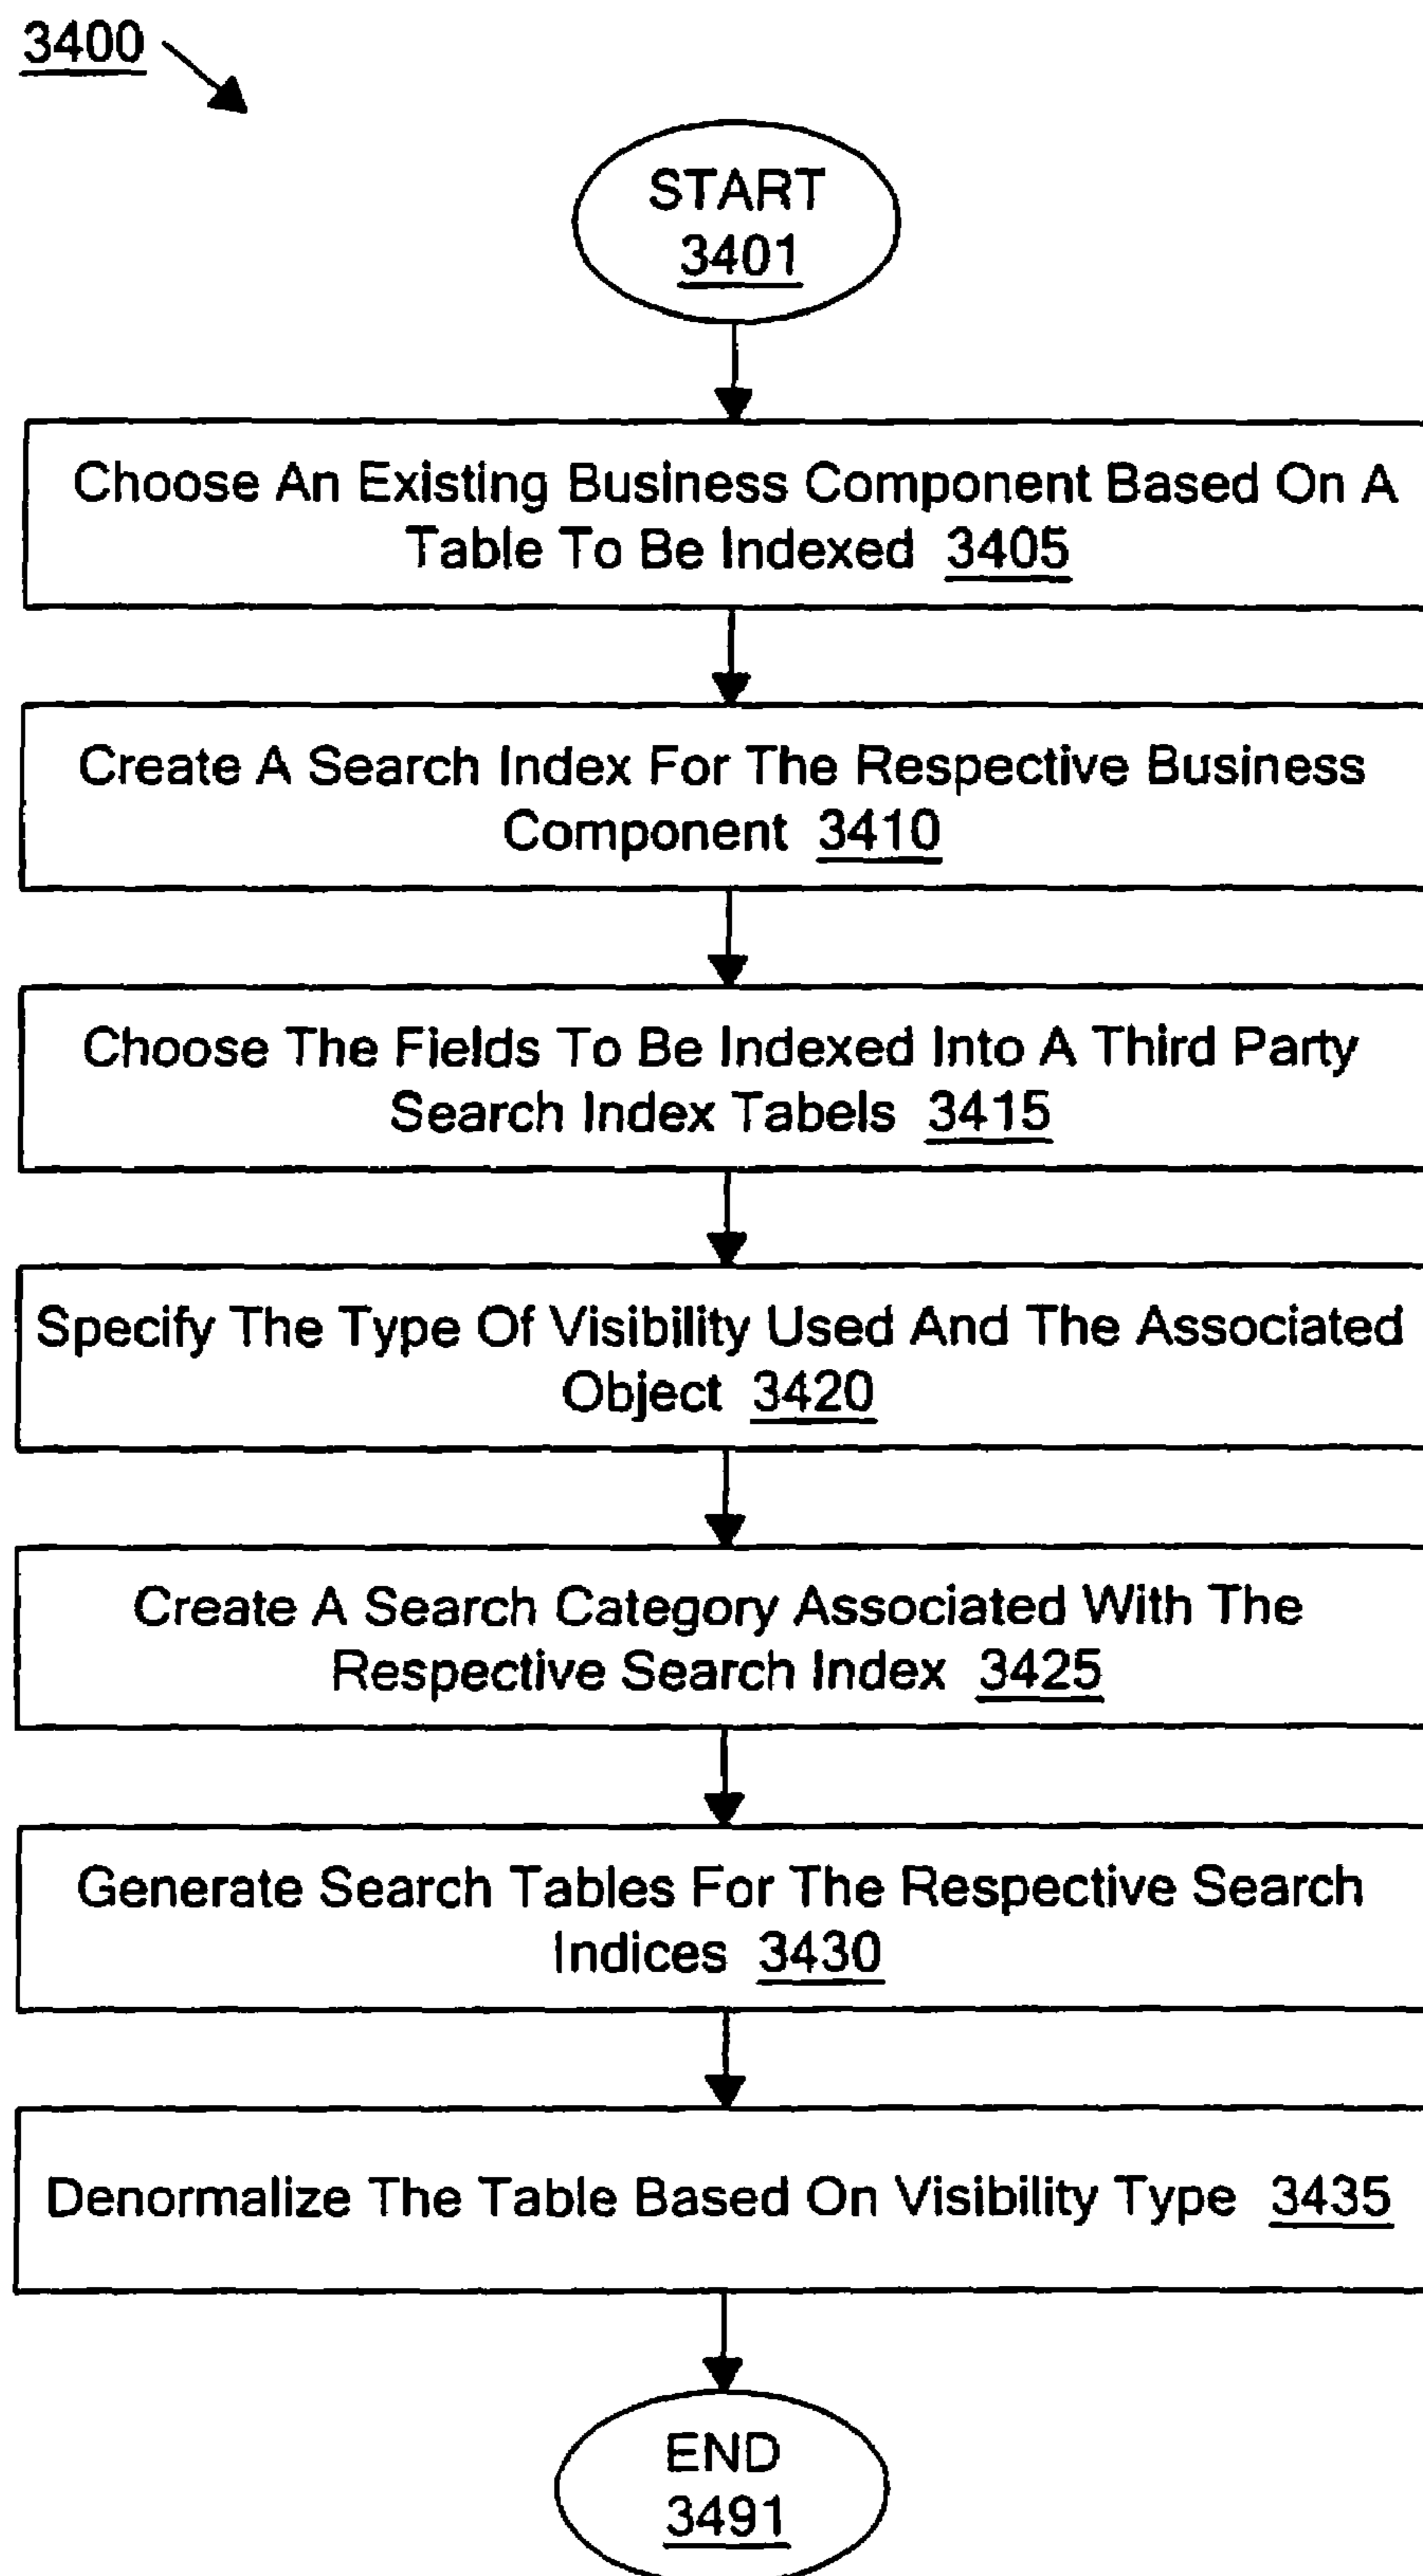 3400
START
3401
Choose An Existing Business Component Based On A
Table To Be Indexed 3405
Create A Search Index For The Respective Business
Component 3410
Choose The Fields To Be Indexed Into A Third Party
Search Index Tabels 3415
Specify The Type Of Visibility Used And The Associated
Object 3420
Create A Search Category Associated With The
Respective Search Index 3425
Generate Search Tables For The Respective Search
Indices 3430
Denormalize The Table Based On Visibility Type 3435
END
3491